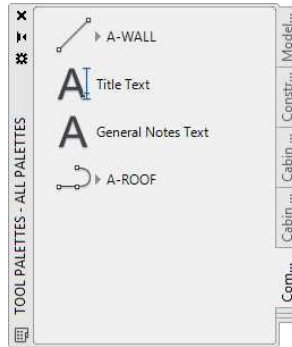 A-WALL
Title Text
General Notes Text
A-ROOF
TOOL PALETTES - ALL PALETTES
Model...
Constr...
Cabin ...
Cabin ...
Com...